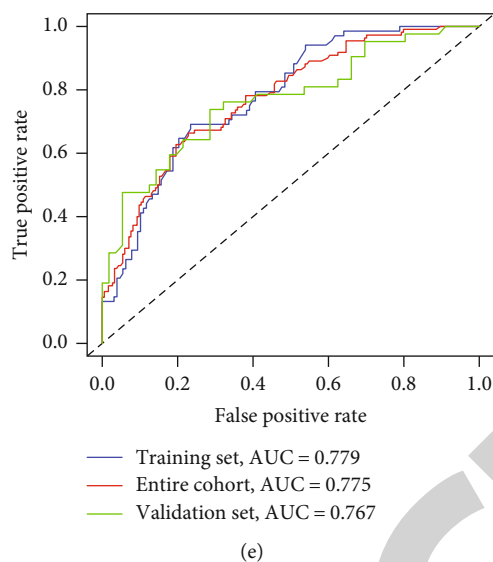 1.0
0.8
0.6
0.4
0.2
0.0
True positive rate
0.0 0.2 0.4 0.6 0.8 1.0
False positive rate
Training set, AUC = 0.779
Entire cohort, AUC = 0.775
Validation set, AUC = 0.767
(e)